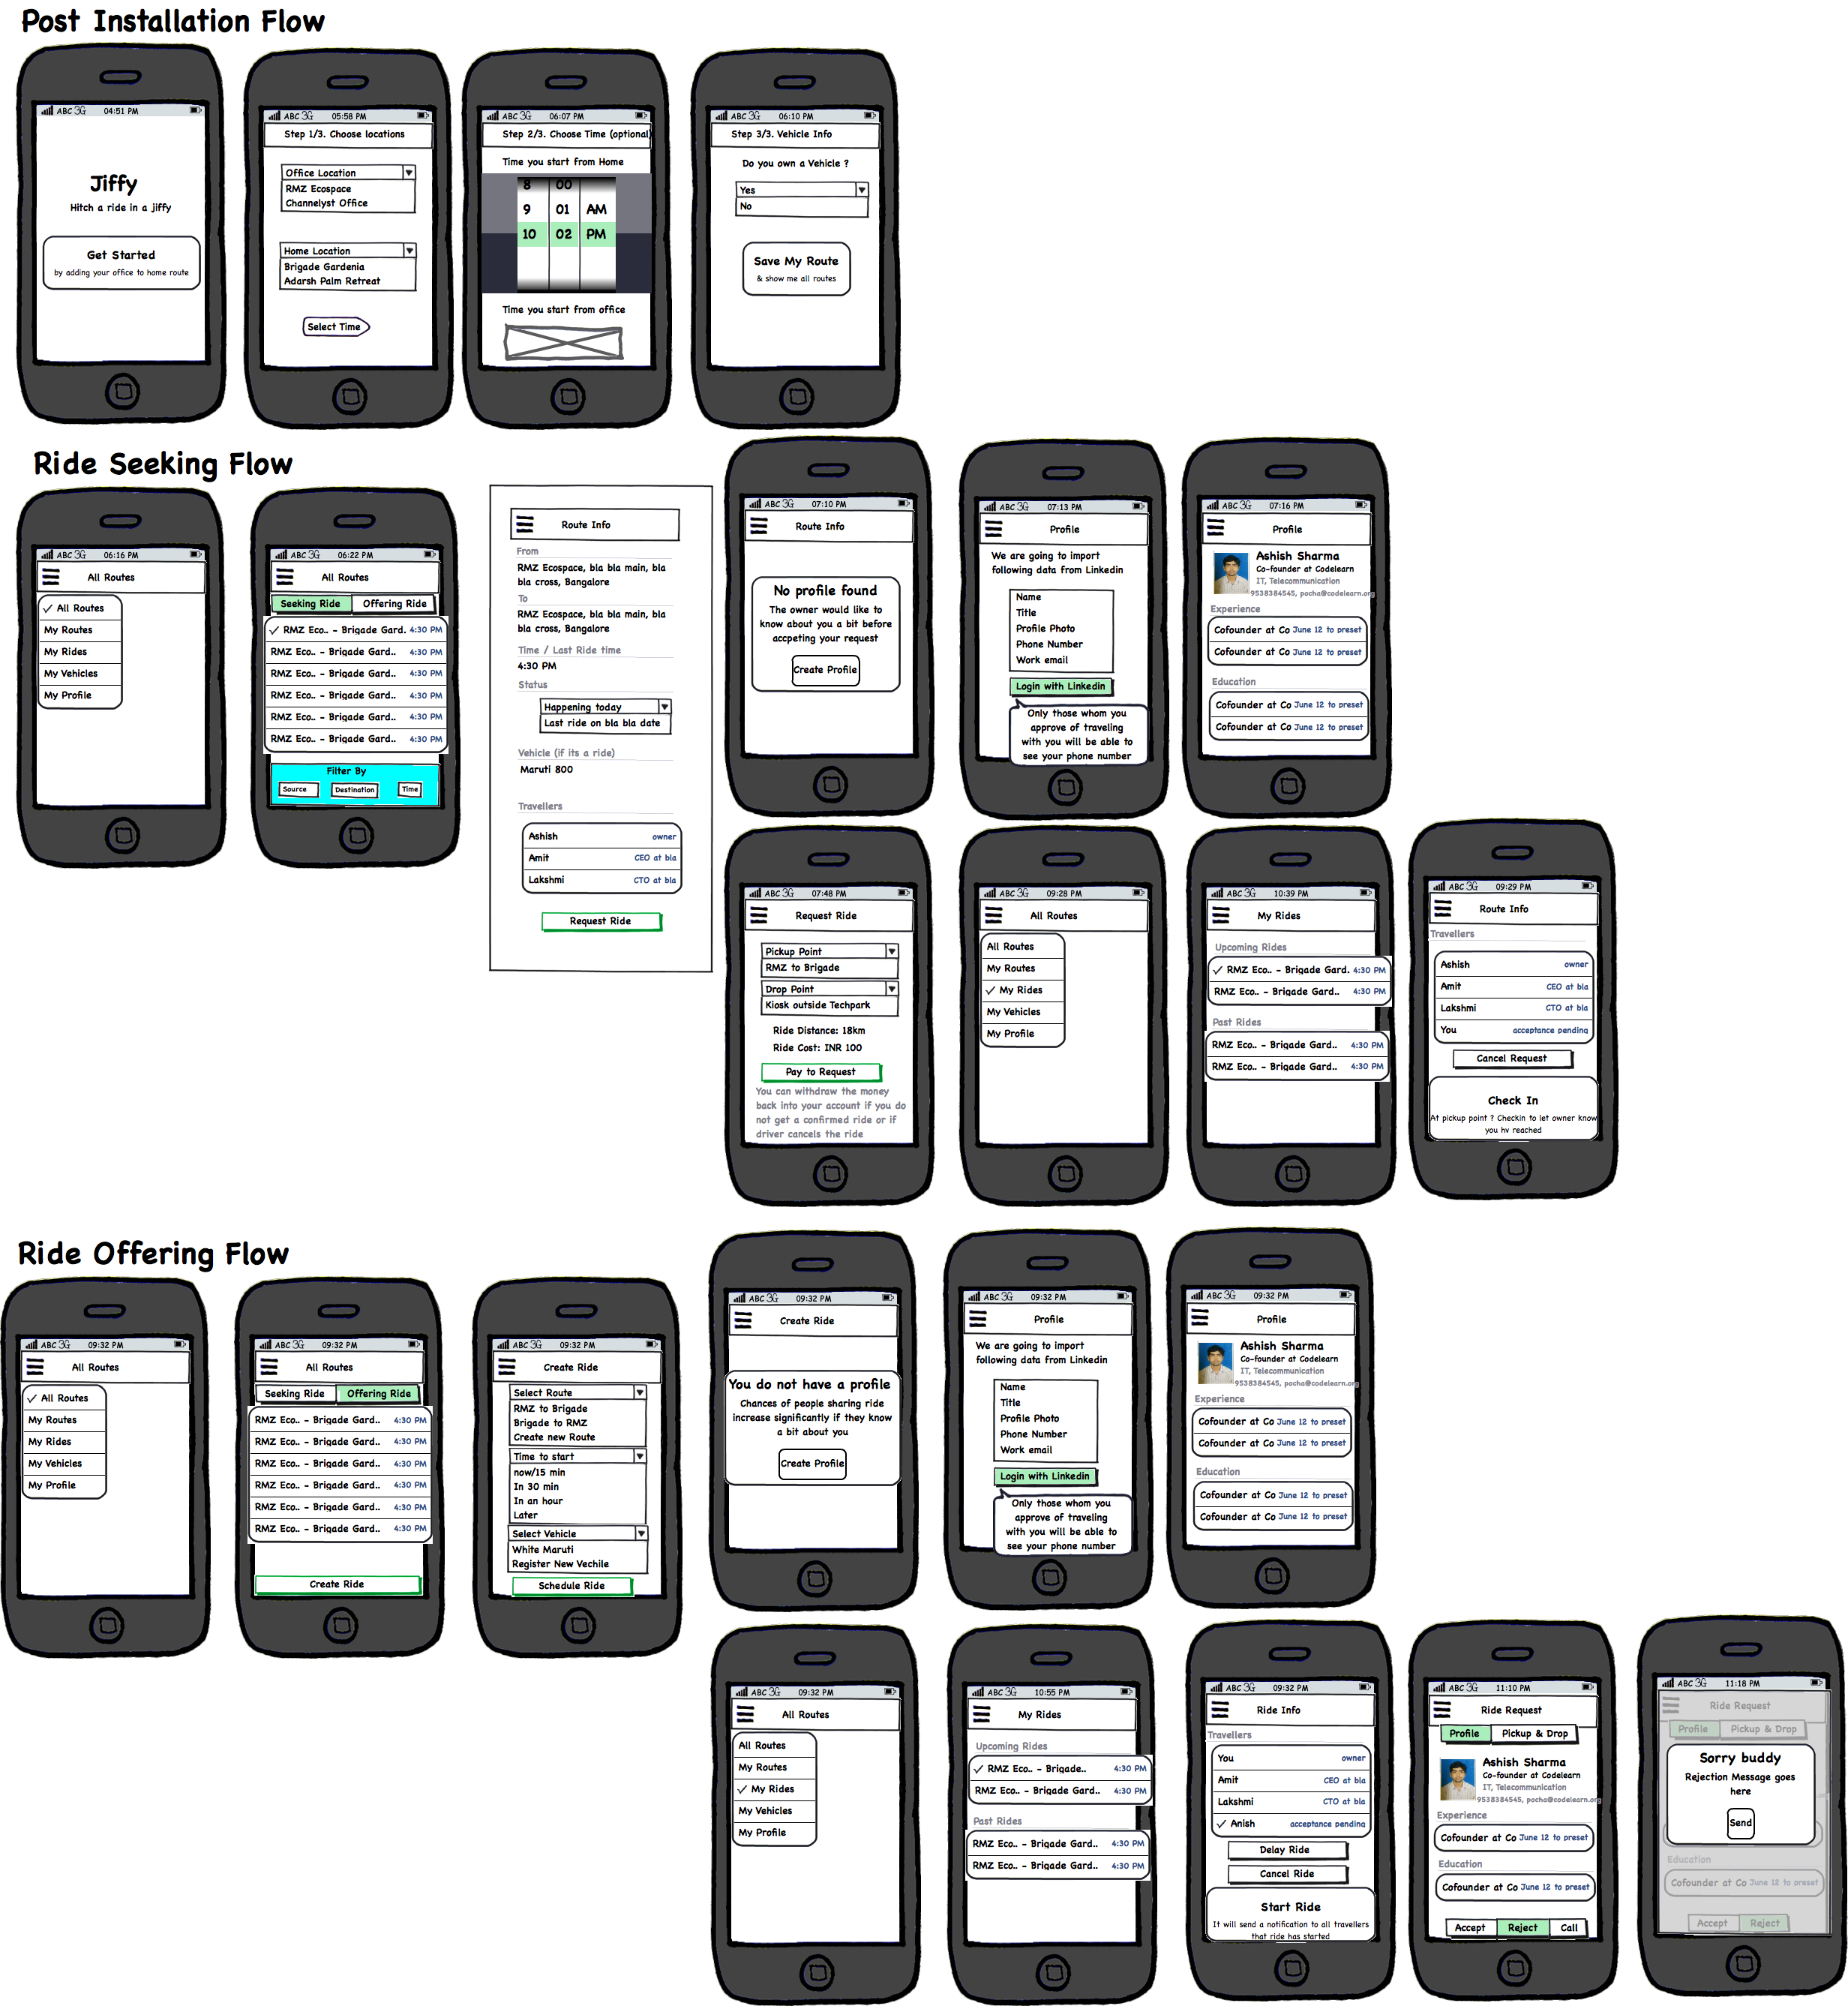 Post Installation Flow
ABC 3G 04:51 PM
Jiffy
Hitch a ride in a jiffy
Get Started
by adding your office to home route
ABC 3G 05:58 PM
Step 1/3. Choose locations
Office Location
RMZ Ecospace
Channelyst Office
Home Location
Brigade Gardenia
Adarsh Palm Retreat
Select Time
ABC 3G 06:07 PM
Step 2/3. Choose Time (optional)
Time you start from Home
8 00
9 01 AM
10 02 PM
Time you start from office
ABC 3G 06:10 PM
Step 3/3. Vehicle Info
Do you own a Vehicle ?
Yes
No
Save My Route
& show me all routes
Ride Seeking Flow
ABC 3G 06:16 PM
All Routes
All Routes
My Routes
My Rides
My Vehicles
My Profile
ABC 3G 06:22 PM
All Routes
Seeking Ride Offering Ride
RMZ Eco.. - Brigade Gard. 4:30 PM
RMZ Eco.. - Brigade Gard.. 4:30 PM
RMZ Eco.. - Brigade Gard.. 4:30 PM
RMZ Eco.. - Brigade Gard.. 4:30 PM
RMZ Eco.. - Brigade Gard.. 4:30 PM
RMZ Eco.. - Brigade Gard.. 4:30 PM
Filter By
Source Destination Time
Route Info
From
RMZ Ecospace, bla bla main, bla
bla cross, Bangalore
To
RMZ Ecospace, bla bla main, bla
bla cross, Bangalore
Time / Last Ride time
4:30 PM
Status
Happening today
Last ride on bla bla date
Vehicle (if its a ride)
Maruti 800
Travellers
Ashish owner
Amit CEO at bla
Lakshmi CTO at bla
Request Ride
ABC 3G 07:10 PM
Route Info
No profile found
The owner would like to
know about you a bit before
accpeting your request
Create Profile
ABC 3G 07:13 PM
Profile
We are going to import
following data from Linkedin
Name
Title
Profile Photo
Phone Number
Work email
Login with Linkedin
Only those whom you
approve of traveling
with you will be able to
see your phone number
ABC 3G 07:16 PM
Profile
Ashish Sharma
Co-founder at Codelearn
IT, Telecommunication
9538384545, pocha@codelearn.org
Experience
Cofounder at Co June 12 to preset
Cofounder at Co June 12 to preset
Education
Cofounder at Co June 12 to preset
Cofounder at Co June 12 to preset
ABC 3G 07:48 PM
Request Ride
Pickup Point
RMZ to Brigade
Drop Point
Kiosk outside Techpark
Ride Distance: 18km
Ride Cost: INR 100
Pay to Request
You can withdraw the money
back into your account if you do
not get a confirmed ride or if
driver cancels the ride
ABC 3G 09:28 PM
All Routes
All Routes
My Routes
My Rides
My Vehicles
My Profile
ABC 3G 10:39 PM
My Rides
Upcoming Rides
RMZ Eco.. - Brigade Gard. 4:30 PM
RMZ Eco.. - Brigade Gard.. 4:30 PM
Past Rides
RMZ Eco.. - Brigade Gard.. 4:30 PM
RMZ Eco.. - Brigade Gard.. 4:30 PM
ABC 3G 09:29 PM
Route Info
Travellers
Ashish owner
Amit CEO at bla
Lakshmi CTO at bla
You acceptance pending
Cancel Request
Check In
At pickup point ? Checkin to let owner know
you hv reached
Ride Offering Flow
ABC 3G 09:32 PM
All Routes
All Routes
My Routes
My Rides
My Vehicles
My Profile
ABC 3G 09:32 PM
All Routes
Seeking Ride Offering Ride
RMZ Eco.. - Brigade Gard.. 4:30 PM
RMZ Eco.. - Brigade Gard.. 4:30 PM
RMZ Eco.. - Brigade Gard.. 4:30 PM
RMZ Eco.. - Brigade Gard.. 4:30 PM
RMZ Eco.. - Brigade Gard.. 4:30 PM
RMZ Eco.. - Brigade Gard.. 4:30 PM
Create Ride
ABC 3G 09:32 PM
Create Ride
Select Route
RMZ to Brigade
Brigade to RMZ
Create new Route
Time to start
now/15 min
In 30 min
In an hour
Later
Select Vehicle
White Maruti
Register New Vechile
Schedule Ride
ABC 3G 09:32 PM
Create Ride
You do not have a profile
Chances of people sharing ride
increase significantly if they know
a bit about you
Create Profile
ABC 3G 09:32 PM
Profile
We are going to import
following data from Linkedin
Name
Title
Profile Photo
Phone Number
Work email
Login with Linkedin
Only those whom you
approve of traveling
with you will be able to
see your phone number
ABC 3G 09:32 PM
Profile
Ashish Sharma
Co-founder at Codelearn
IT, Telecommunication
9538384545, pocha@codelearn.org
Experience
Cofounder at Co June 12 to preset
Cofounder at Co June 12 to preset
Education
Cofounder at Co June 12 to preset
Cofounder at Co June 12 to preset
ABC 3G 09:32 PM
All Routes
All Routes
My Routes
My Rides
My Vehicles
My Profile
ABC 3G 10:55 PM
My Rides
Upcoming Rides
RMZ Eco.. - Brigade.. 4:30 PM
RMZ Eco.. - Brigade Gard.. 4:30 PM
Past Rides
RMZ Eco.. - Brigade Gard.. 4:30 PM
RMZ Eco.. - Brigade Gard.. 4:30 PM
ABC 3G 09:32 PM
Ride Info
Travellers
You owner
Amit CEO at bla
Lakshmi CTO at bla
Anish acceptance pending
Delay Ride
Cancel Ride
Start Ride
It will send a notification to all travellers
that ride has started
ABC 3G 11:10 PM
Ride Request
Profile Pickup & Drop
Ashish Sharma
Co-founder at Codelearn
IT, Telecommunication
9538384545, pocha@codelearn.org
Experience
Cofounder at Co June 12 to preset
Education
Cofounder at Co June 12 to preset
Accept Reject Call
ABC 3G 11:18 PM
Ride Request
Profile Pickup & Drop
Sorry buddy
Rejection Message goes
here
Send
Education
Cofounder at Co June 12 to preset
Accept Reject